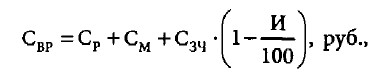 С_ВР = С_Р + С_М + С_ЗЧ · (1 − И/100), руб.,